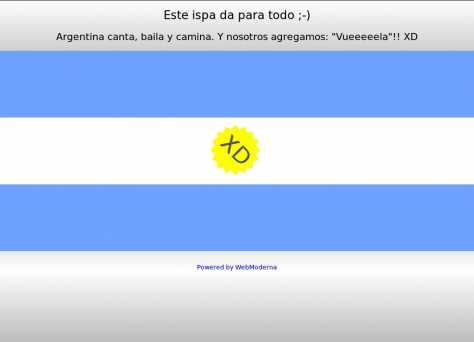 Este ispa da para todo ;-)
Argentina canta, baila y camina. Y nosotros agregamos: "Vueeeeela"!! XD
XD
Powered by WebModerna